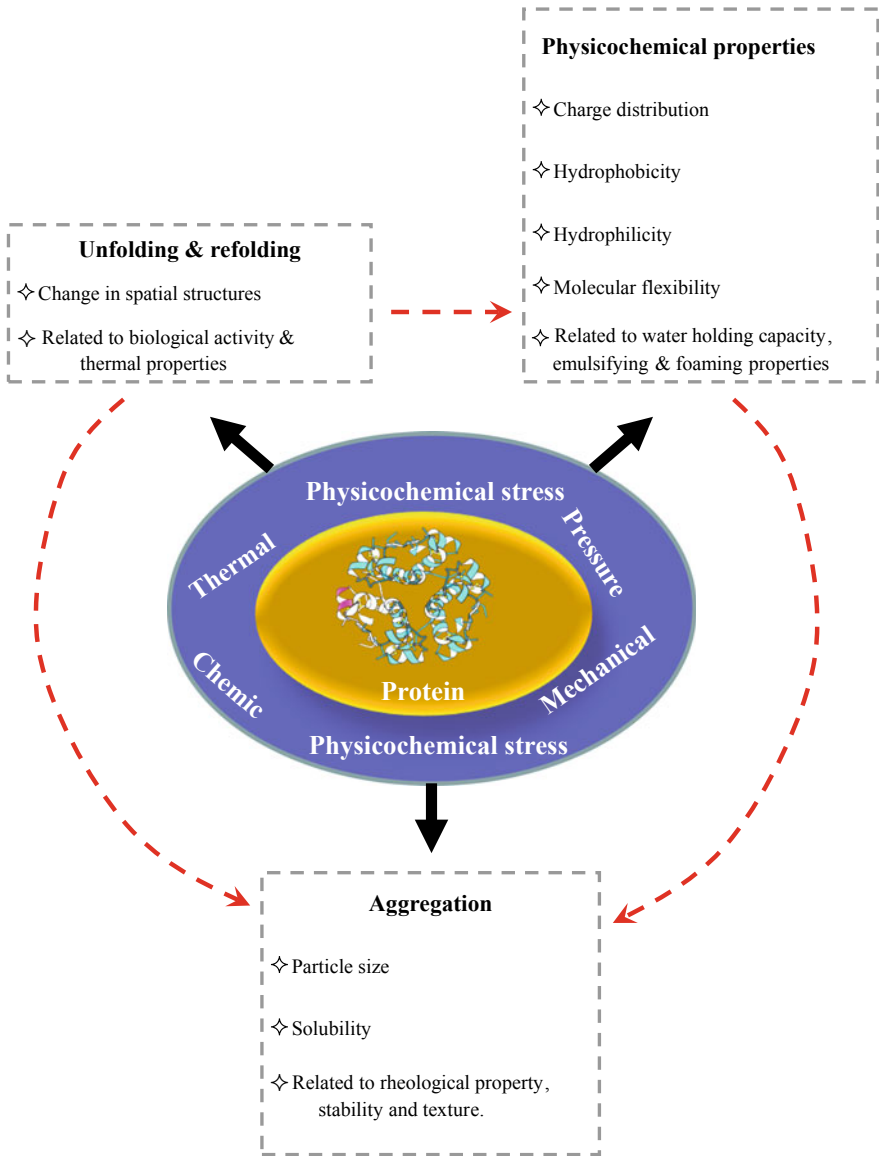 Physicochemical properties
✧ Charge distribution
✧ Hydrophobicity
✧ Hydrophilicity
✧ Molecular flexibility
✧ Related to water holding capacity,
emulsifying & foaming properties
Unfolding & refolding
✧ Change in spatial structures
✧ Related to biological activity &
thermal properties
Physicochemical stress
Thermal
Pressure
Chemic
Mechanical
Protein
Physicochemical stress
Aggregation
✧ Particle size
✧ Solubility
✧ Related to rheological property,
stability and texture.